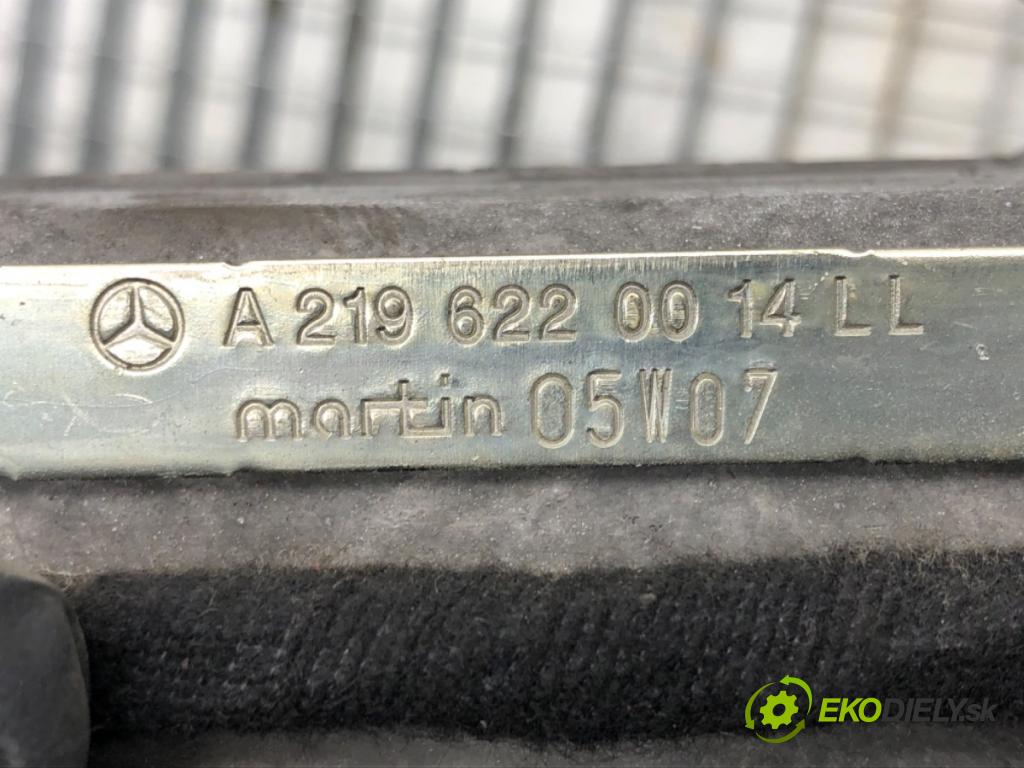 A 219 622 00 14 LL
martin 05W07
EKODIELY.sk